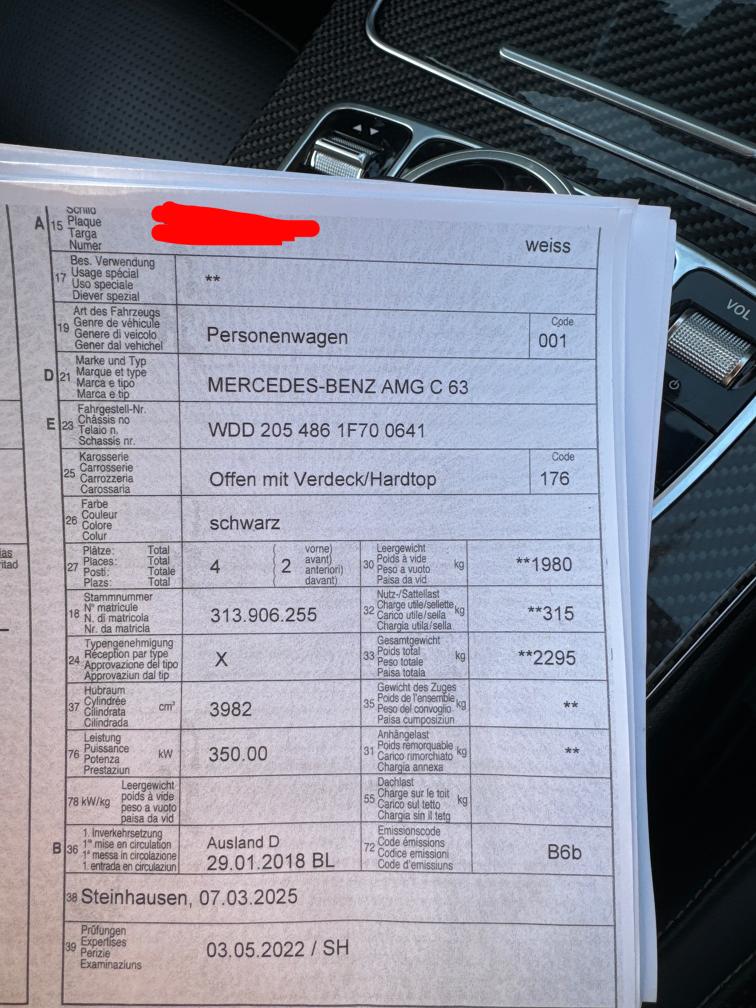 Schild
A 15 Plaque
Targa
Numer
weiss
Bes. Verwendung
17 Usage spécial
Uso speciale
Diever spezial
**
Art des Fahrzeugs
19 Genre de véhicule
Genere di veicolo
Gener dal vehichel
Personenwagen
Code
001
Marke und Typ
D 21 Marque et type
Marca e tipo
Marca e tip
MERCEDES-BENZ AMG C 63
Fahrgestell-Nr.
E 23 Châssis no
Telaio n.
Schassis nr.
WDD 205 486 1F70 0641
Karosserie
25 Carrosserie
Carrozzeria
Carossaria
Offen mit Verdeck/Hardtop
Code
176
Farbe
26 Couleur
Colore
Colur
schwarz
Plätze: Total
27 Places: Total
Posti: Totale
Plazs: Total
4
( vorne)
2 avant)
anteriori)
( davant)
Leergewicht
30 Poids à vide kg
Peso a vuoto
Paisa da vid
**1980
Stammnummer
18 N° matricule
N. di matricola
Nr. da matricla
313.906.255
Nutz-/Sattellast
32 Charge utile/sellette kg
Carico utile/sella
Chargia utila/sella
**315
Typengenehmigung
24 Réception par type
Approvazione del tipo
Approvaziun dal tip
X
Gesamtgewicht
33 Poids total kg
Peso totale
Paisa totala
**2295
Hubraum
37 Cylindrée cm³
Cilindrata
Cilindrada
3982
Gewicht des Zuges
35 Poids de l'ensemble kg
Peso del convoglio
Paisa cumposiziun
**
Leistung
76 Puissance kW
Potenza
Prestaziun
350.00
Anhängelast
31 Poids remorquable kg
Carico rimorchiato
Chargia annexa
**
Leergewicht
78 kW/kg poids à vide
peso a vuoto
paisa da vid
Dachlast
55 Charge sur le toit kg
Carico sul tetto
Chargia sin il tetg
1. Inverkehrsetzung
B 36 1re mise en circulation
1a messa in circolazione
1. entrada en circulaziun
Ausland D
29.01.2018 BL
Emissionscode
72 Code émissions
Codice emissioni
Code d'emissiuns
B6b
38 Steinhausen, 07.03.2025
Prüfungen
39 Expertises
Perizie
Examinaziuns
03.05.2022 / SH
VOL